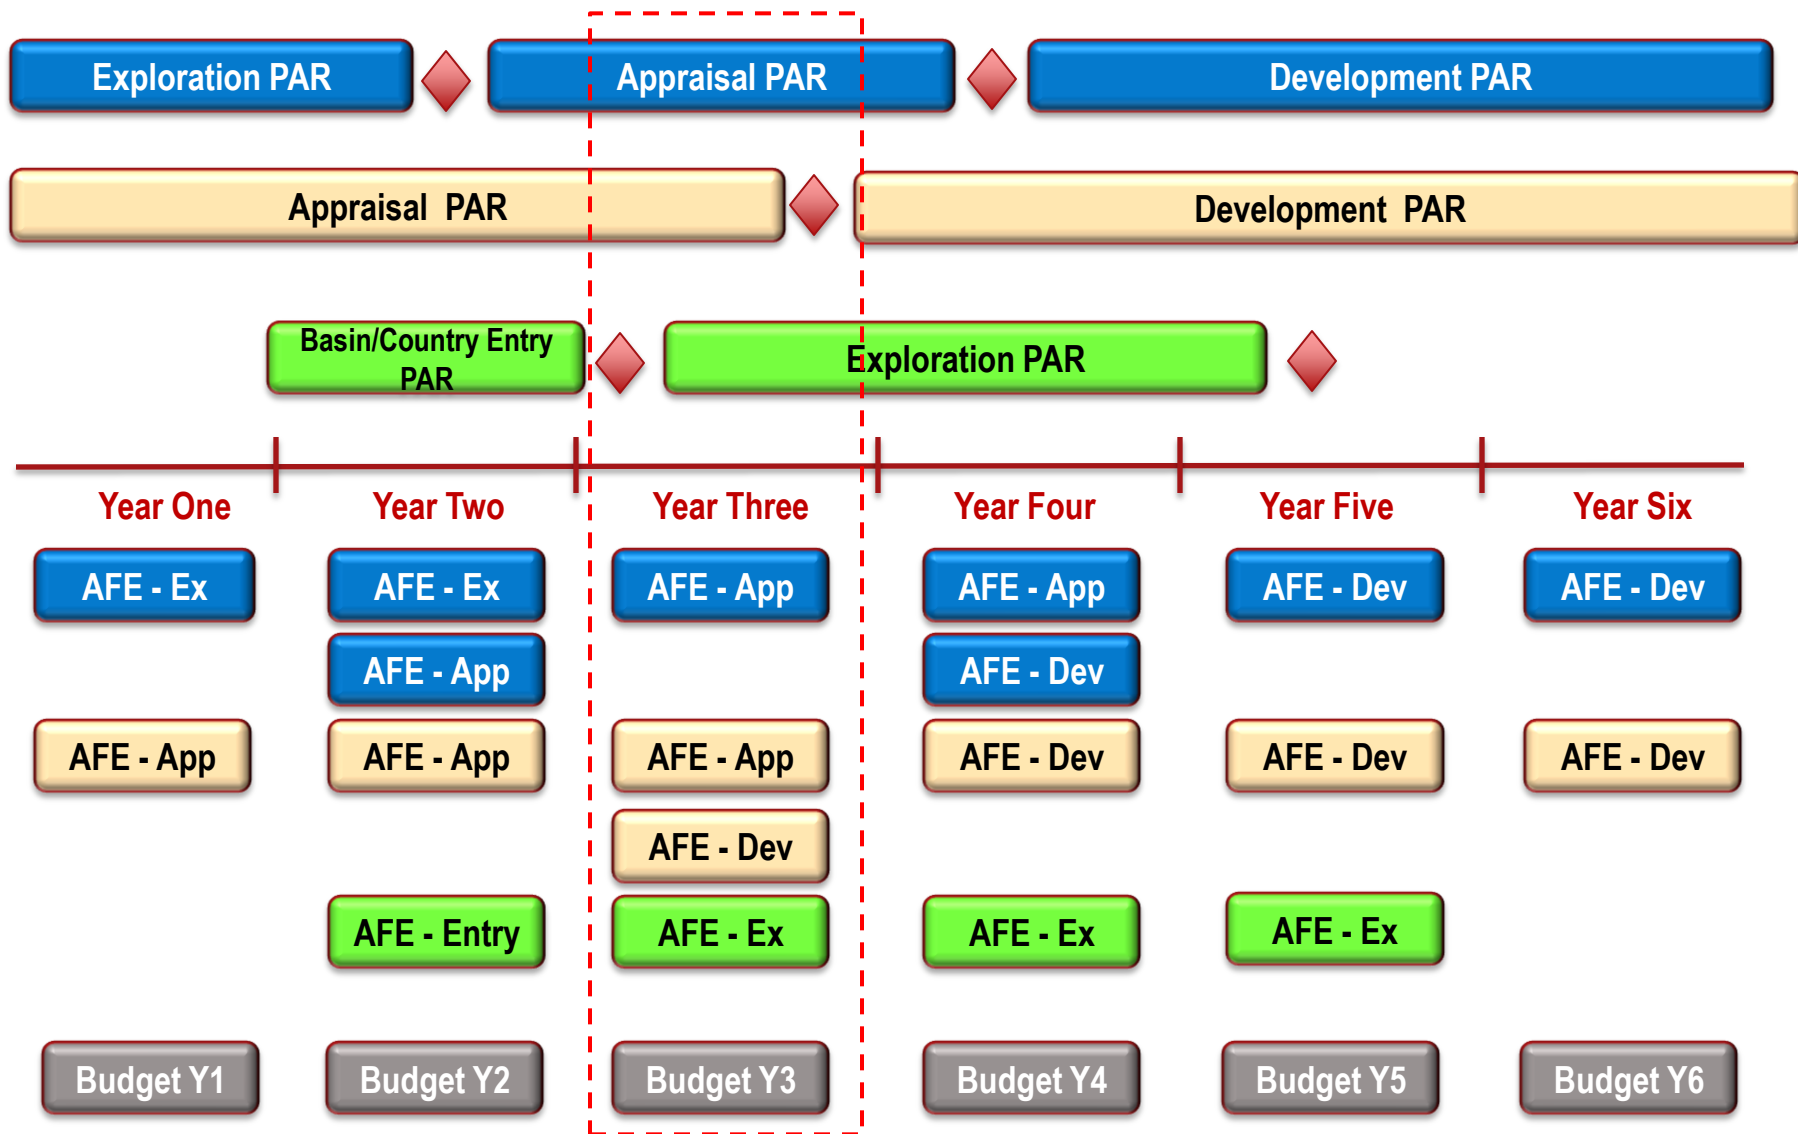 Exploration PAR
Appraisal PAR
Development PAR
Appraisal  PAR
Development  PAR
Basin/Country Entry
PAR
Exploration PAR
Year One
Year Two
Year Three
Year Four
Year Five
Year Six
AFE - Ex
AFE - Ex
AFE - App
AFE - App
AFE - Dev
AFE - Dev
AFE - App
AFE - Dev
AFE - App
AFE - App
AFE - App
AFE - Dev
AFE - Dev
AFE - Dev
AFE - Dev
AFE - Entry
AFE - Ex
AFE - Ex
AFE - Ex
Budget Y1
Budget Y2
Budget Y3
Budget Y4
Budget Y5
Budget Y6